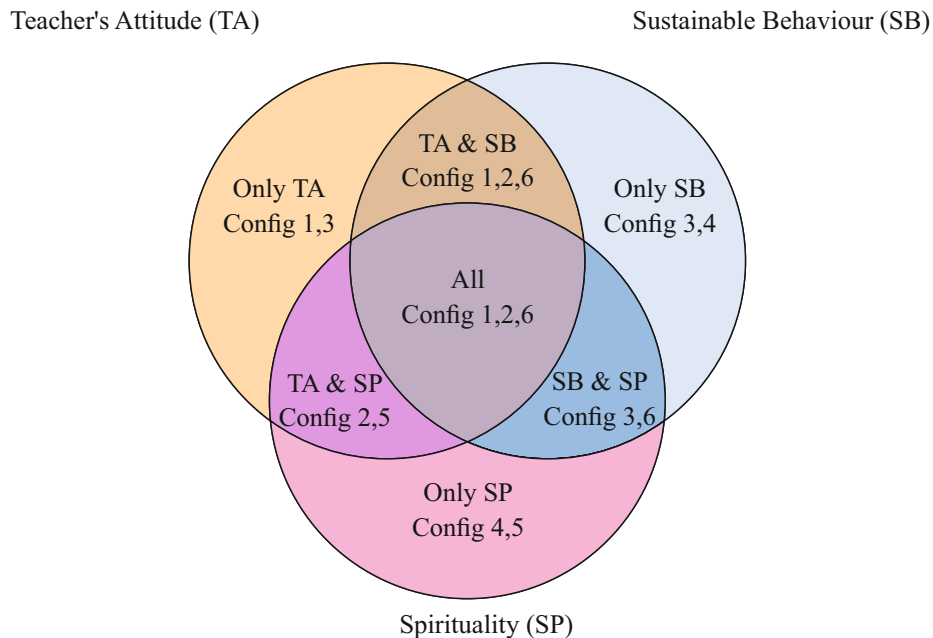 Teacher's Attitude (TA)
Sustainable Behaviour (SB)
TA & SB
Config 1,2,6
Only TA
Config 1,3
Only SB
Config 3,4
All
Config 1,2,6
TA & SP
Config 2,5
SB & SP
Config 3,6
Only SP
Config 4,5
Spirituality (SP)